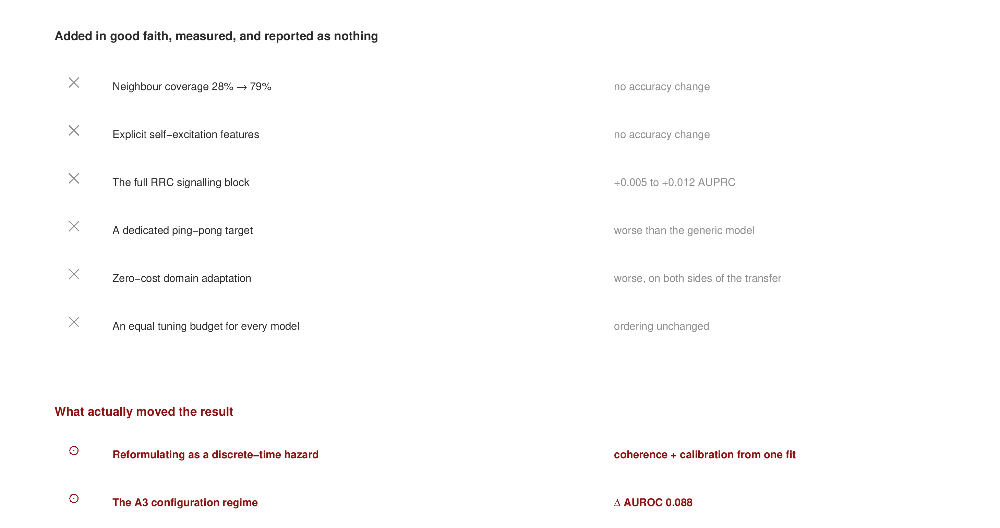 Added in good faith, measured, and reported as nothing
Neighbour coverage 28% → 79% no accuracy change
Explicit self–excitation features no accuracy change
The full RRC signalling block +0.005 to +0.012 AUPRC
A dedicated ping–pong target worse than the generic model
Zero–cost domain adaptation worse, on both sides of the transfer
An equal tuning budget for every model ordering unchanged
What actually moved the result
Reformulating as a discrete–time hazard coherence + calibration from one fit
The A3 configuration regime Δ AUROC 0.088